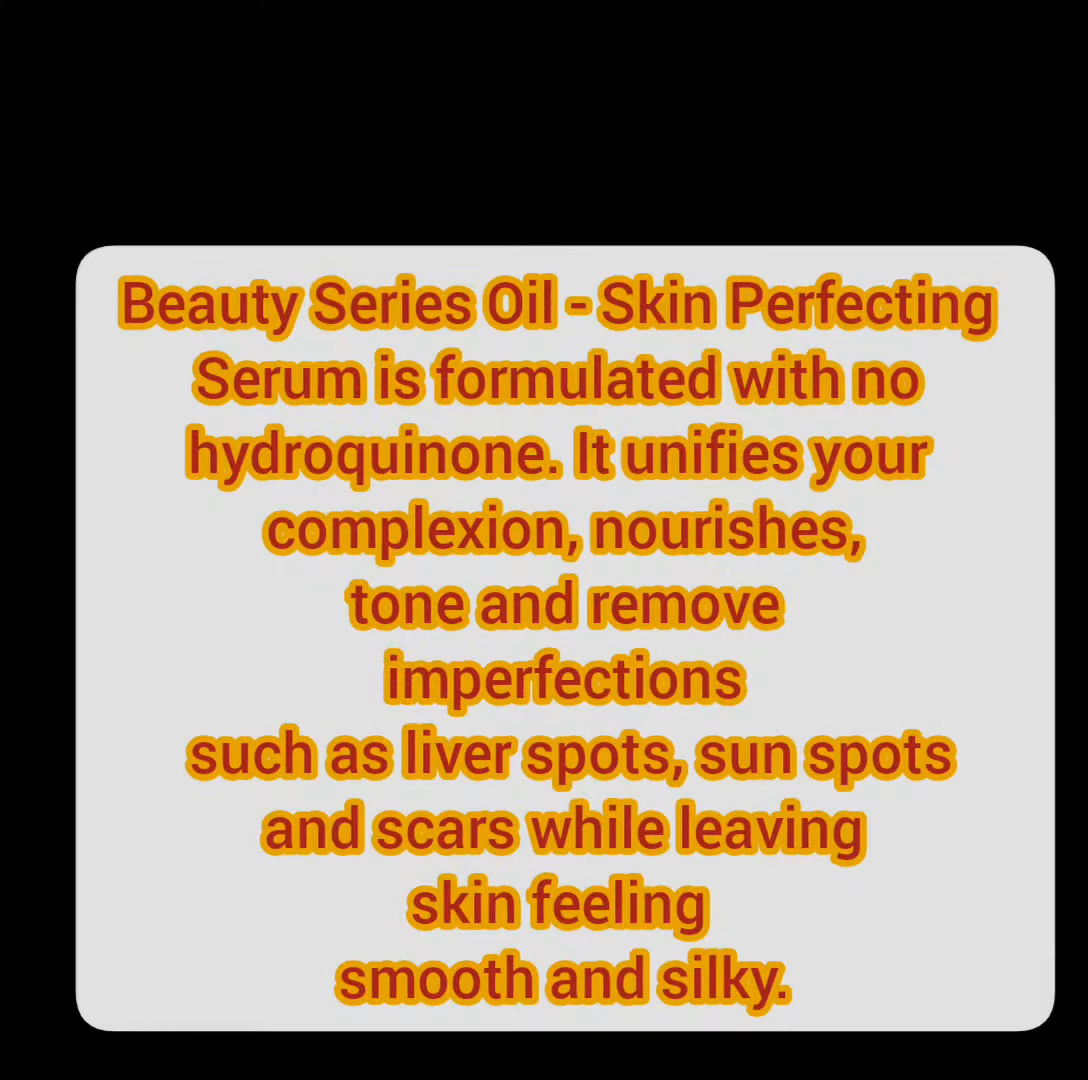 Beauty Series Oil - Skin Perfecting
Serum is formulated with no
hydroquinone. It unifies your
complexion, nourishes,
tone and remove
imperfections
such as liver spots, sun spots
and scars while leaving
skin feeling
smooth and silky.